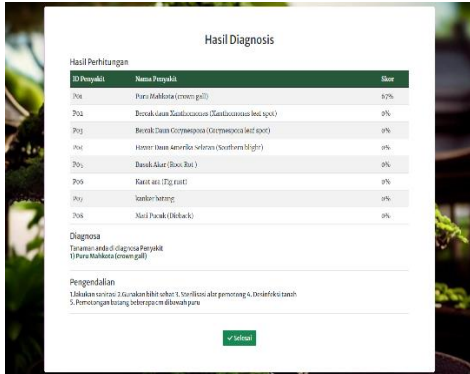 Hasil Diagnosis
Hasil Perhitungan
ID Penyakit Nama Penyakit Skor
P01 Puru Mahkota (crown gall) 67%
P02 Bercak daun Xanthomonas (Xanthomonas leaf spot) 0%
P03 Bercak Daun Corynespora (Corynespora leaf spot) 0%
P04 Hawar Daun Amerika Selatan (Southern blight) 0%
P05 Busuk Akar (Root Rot ) 0%
P06 Karat ara (Fig rust) 0%
P07 kanker batang 0%
P08 Mati Pucuk (Dieback) 0%
Diagnosa
Tanaman anda di diagnosa Penyakit
1) Puru Mahkota (crown gall)
Pengendalian
1.lakukan sanitasi 2.Gunakan bibit sehat 3. Sterilisasi alat pemotong 4. Desinfeksi tanah
5. Pemotongan batang beberapa cm dibawah puru
✓ Selesai